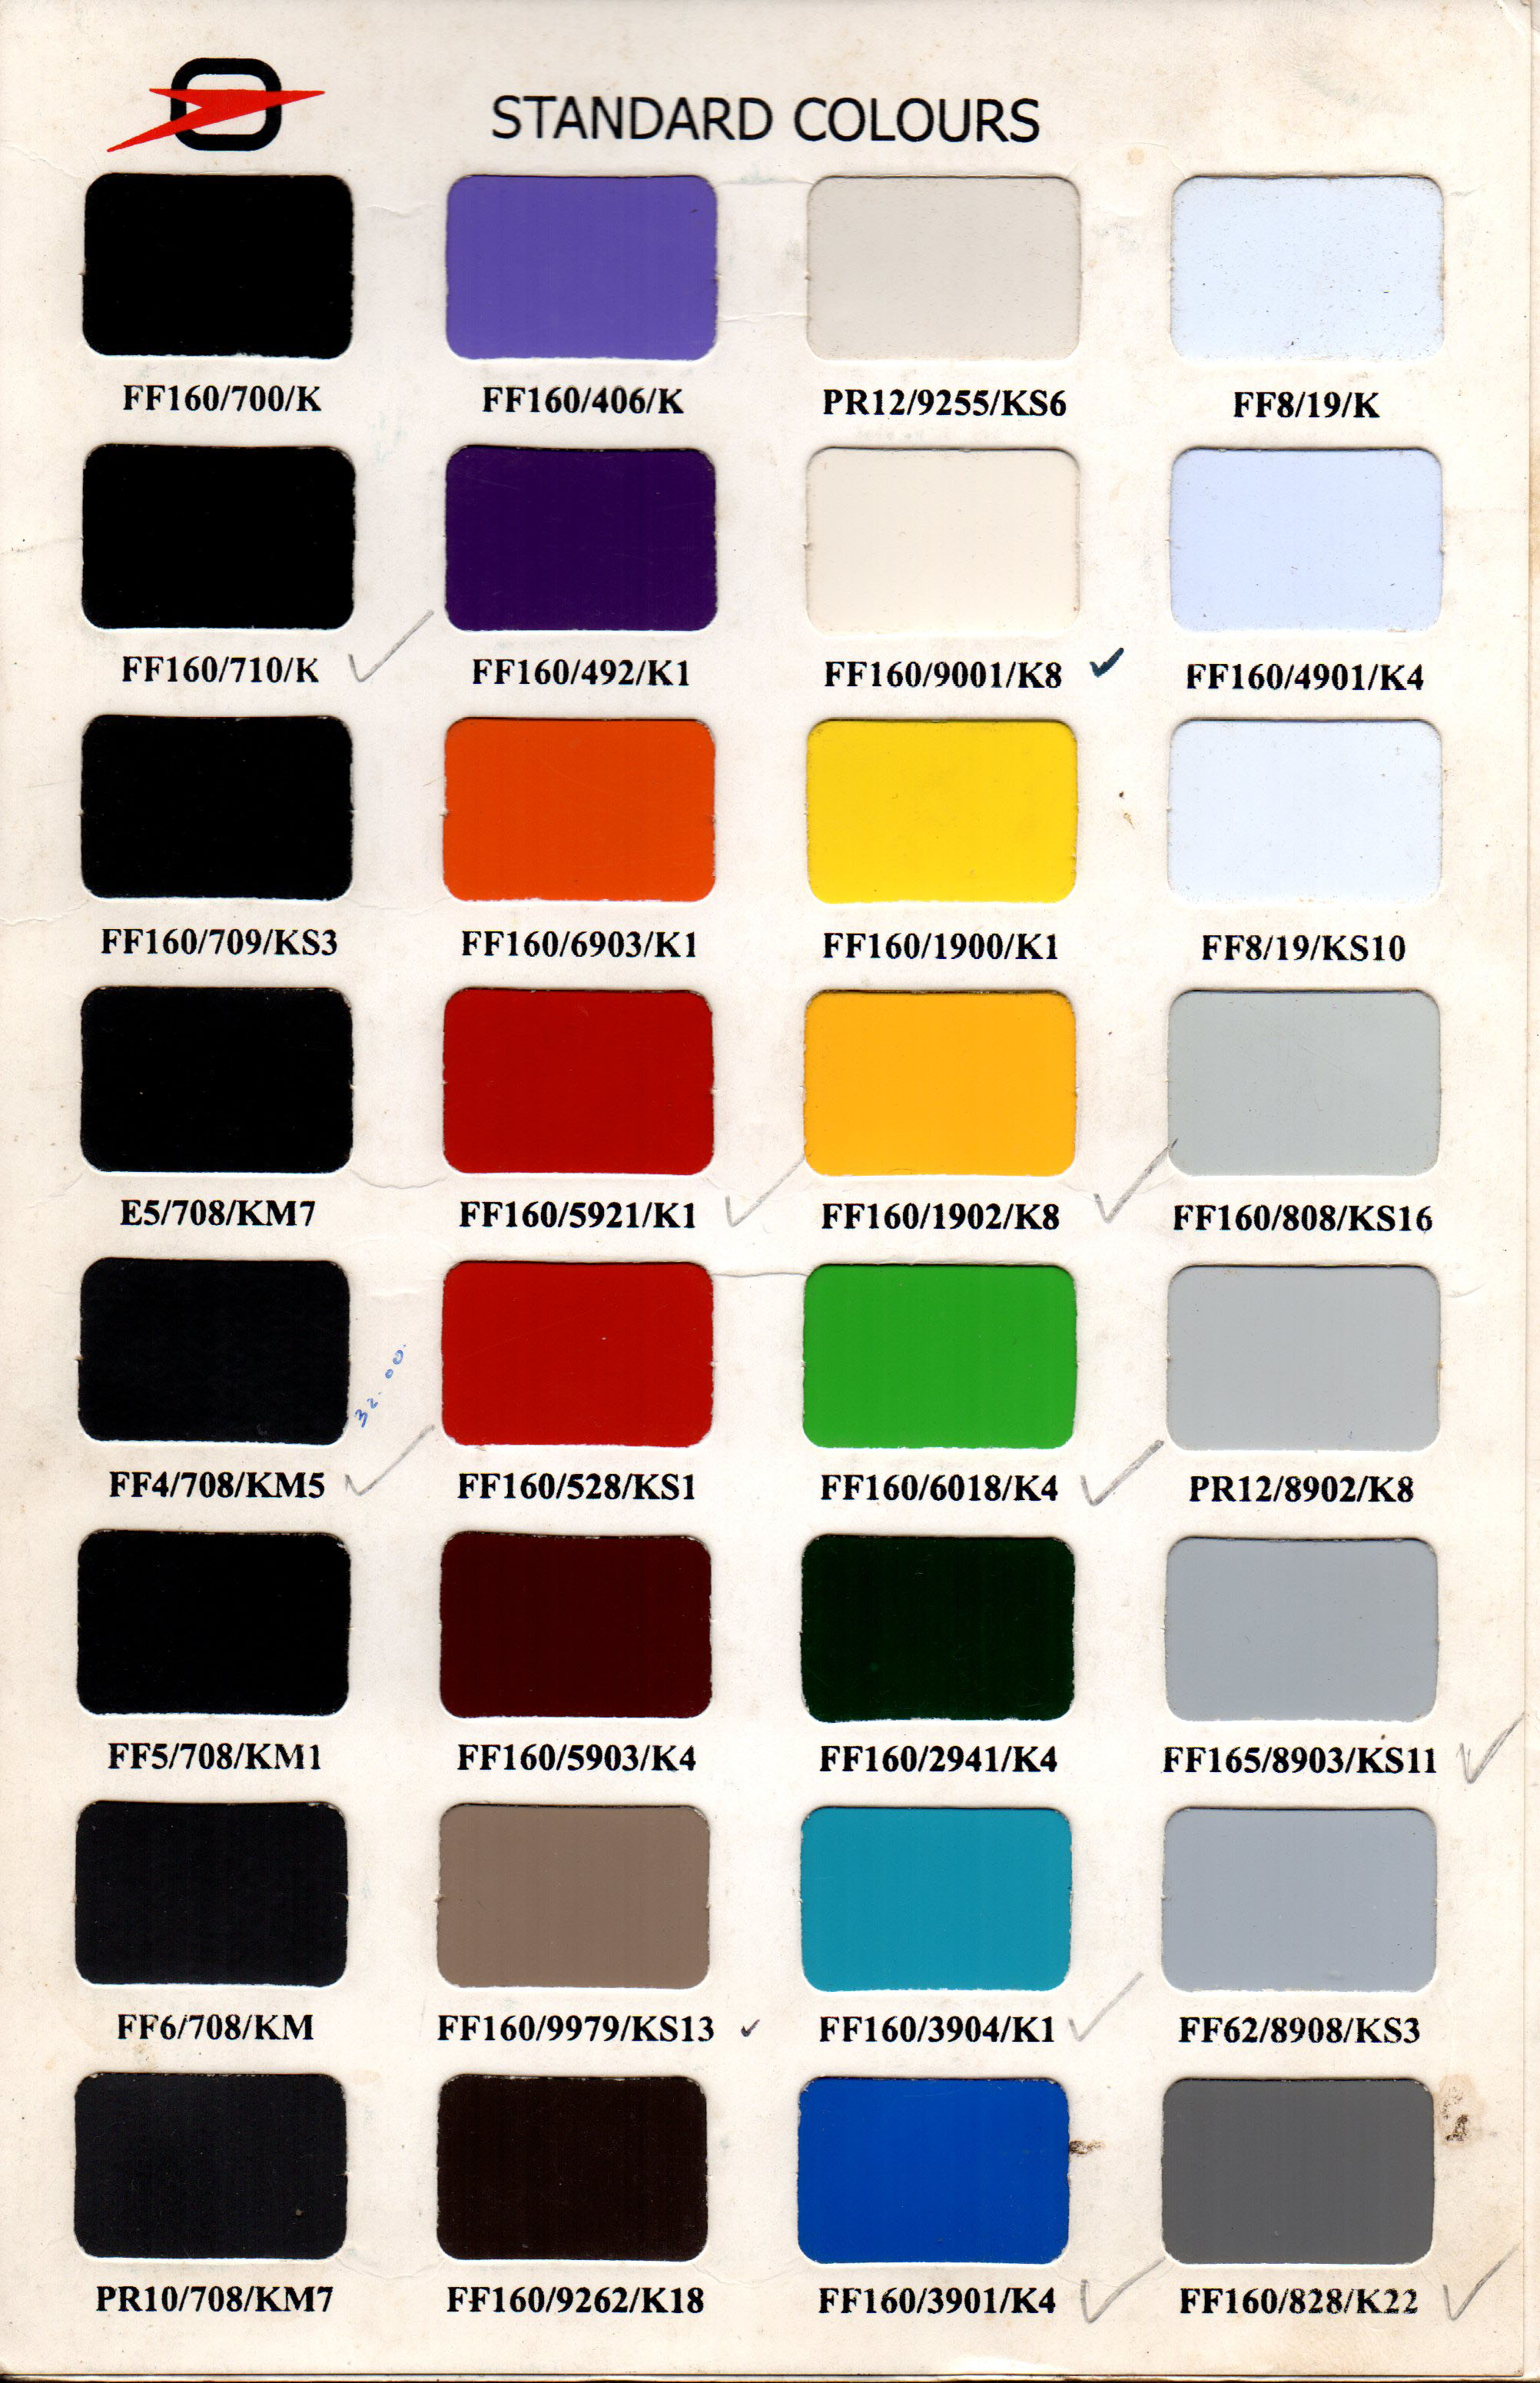 STANDARD COLOURS
FF160/700/K FF160/406/K PR12/9255/KS6 FF8/19/K
FF160/710/K FF160/492/K1 FF160/9001/K8 FF160/4901/K4
FF160/709/KS3 FF160/6903/K1 FF160/1900/K1 FF8/19/KS10
E5/708/KM7 FF160/5921/K1 FF160/1902/K8 FF160/808/KS16
32.00.
FF4/708/KM5 FF160/528/KS1 FF160/6018/K4 PR12/8902/K8
FF5/708/KM1 FF160/5903/K4 FF160/2941/K4 FF165/8903/KS11
FF6/708/KM FF160/9979/KS13 FF160/3904/K1 FF62/8908/KS3
PR10/708/KM7 FF160/9262/K18 FF160/3901/K4 FF160/828/K22